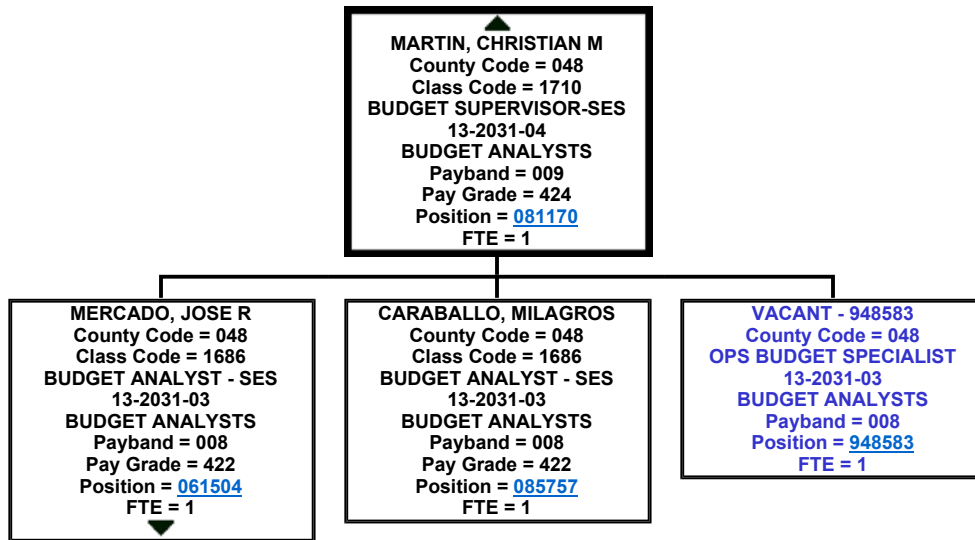 MARTIN, CHRISTIAN M
County Code = 048
Class Code = 1710
BUDGET SUPERVISOR-SES
13-2031-04
BUDGET ANALYSTS
Payband = 009
Pay Grade = 424
Position = 081170
FTE = 1
MERCADO, JOSE R
County Code = 048
Class Code = 1686
BUDGET ANALYST - SES
13-2031-03
BUDGET ANALYSTS
Payband = 008
Pay Grade = 422
Position = 061504
FTE = 1
CARABALLO, MILAGROS
County Code = 048
Class Code = 1686
BUDGET ANALYST - SES
13-2031-03
BUDGET ANALYSTS
Payband = 008
Pay Grade = 422
Position = 085757
FTE = 1
VACANT - 948583
County Code = 048
OPS BUDGET SPECIALIST
13-2031-03
BUDGET ANALYSTS
Payband = 008
Position = 948583
FTE = 1